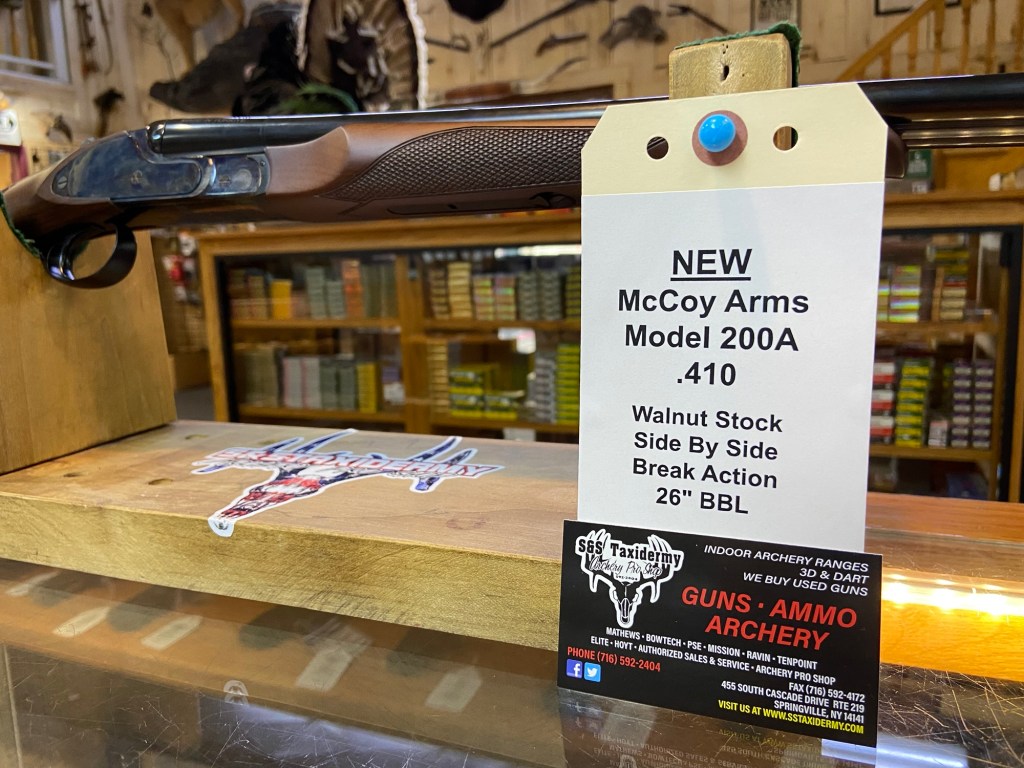 NEW
McCoy Arms
Model 200A
.410
Walnut Stock
Side By Side
Break Action
26" BBL
S&S Taxidermy
Archery Pro Shop
INDOOR ARCHERY RANGES
3D & DART
WE BUY USED GUNS
GUNS · AMMO
ARCHERY
MATHEWS · BOWTECH · PSE · MISSION · RAVIN · TENPOINT
ELITE · HOYT · AUTHORIZED SALES & SERVICE · ARCHERY PRO SHOP
PHONE (716) 592-2404
FAX (716) 592-4172
455 SOUTH CASCADE DRIVE RTE 219
SPRINGVILLE, NY 14141
VISIT US AT WWW.SSTAXIDERMY.COM